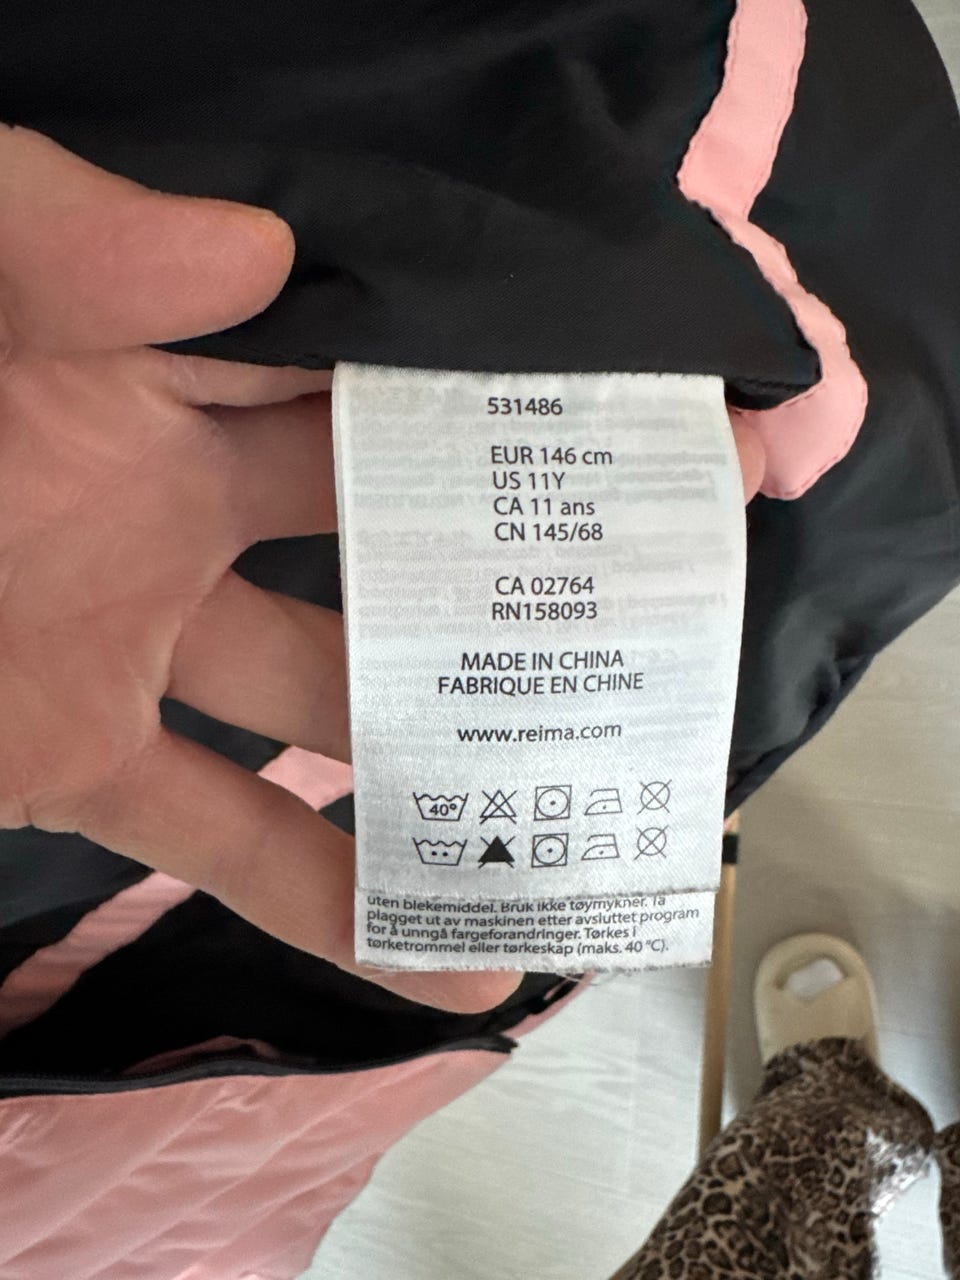 531486
EUR 146 cm
US 11Y
CA 11 ans
CN 145/68
CA 02764
RN158093
MADE IN CHINA
FABRIQUE EN CHINE
www.reima.com
40°
uten blekemiddel. Bruk ikke tøymykner. Ta
plagget ut av maskinen etter avsluttet program
for å unngå fargeforandringer. Tørkes i
tørketrommel eller tørkeskap (maks. 40 °C).